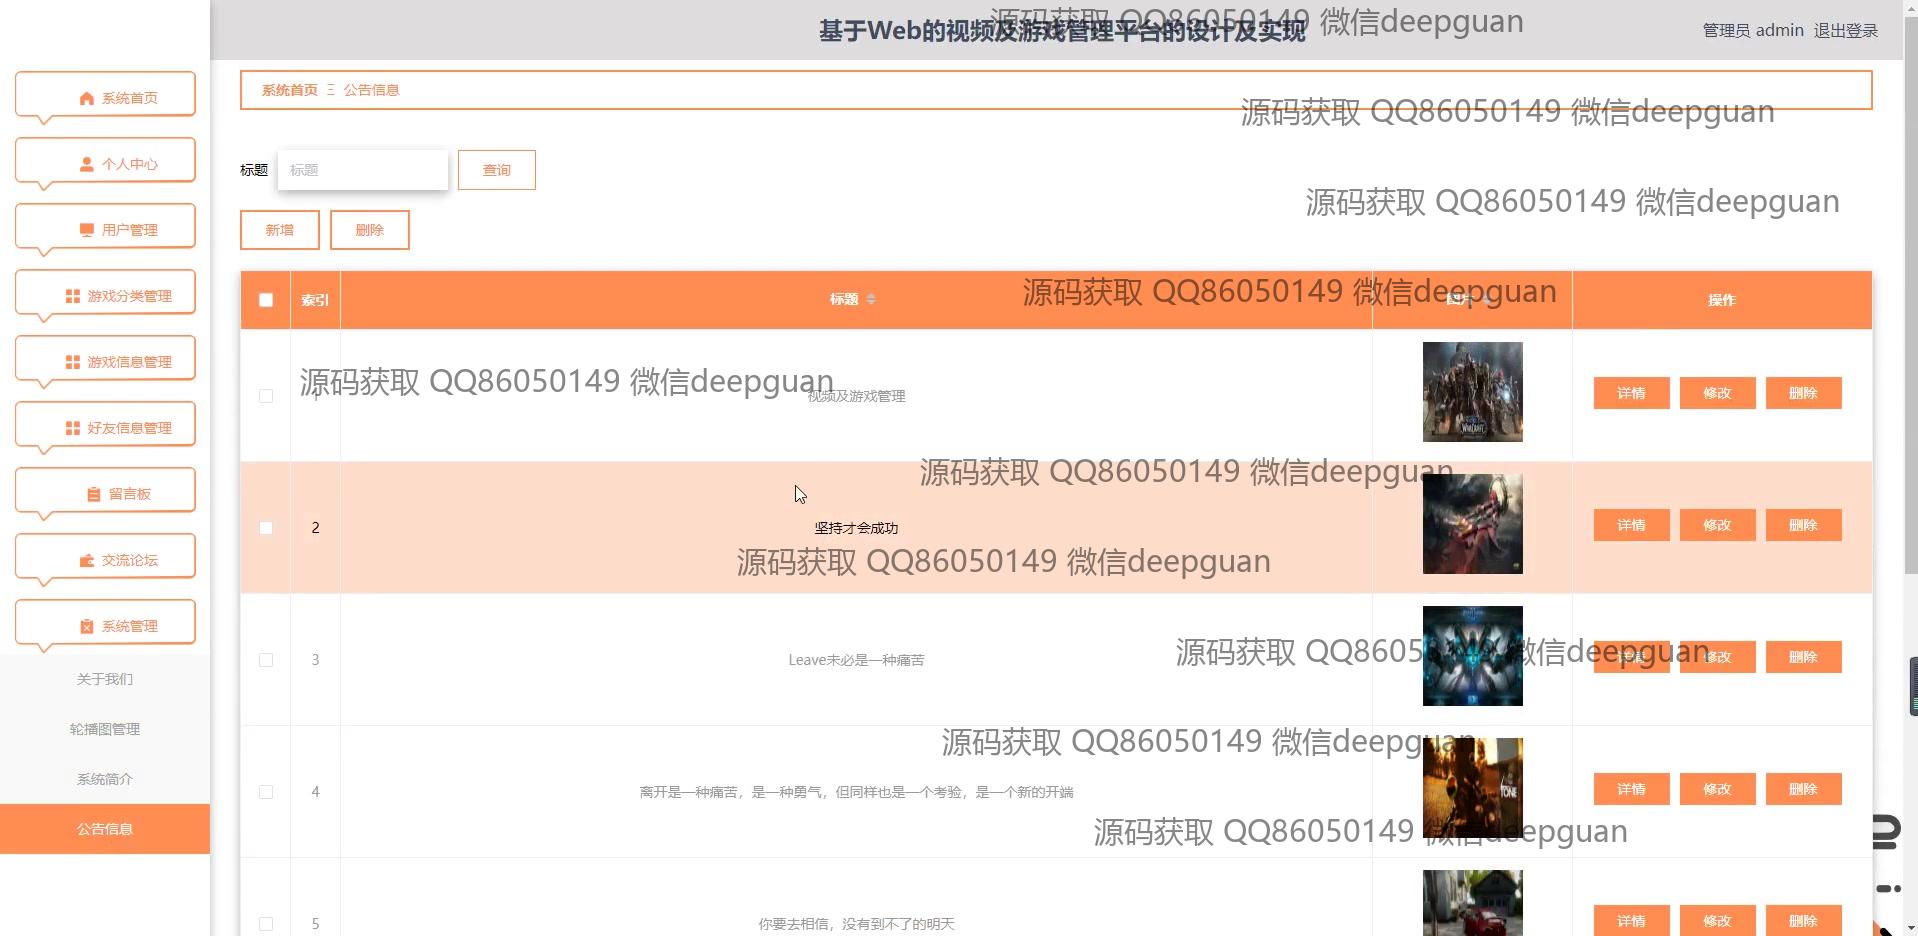 基于Web的视频及游戏管理平台的设计及实现
源码获取 QQ86050149 微信deepguan
管理员 admin 退出登录
系统首页
个人中心
用户管理
游戏分类管理
游戏信息管理
好友信息管理
留言板
交流论坛
系统管理
关于我们
轮播图管理
系统简介
公告信息
系统首页 Ξ 公告信息
源码获取 QQ86050149 微信deepguan
标题 标题 查询
源码获取 QQ86050149 微信deepguan
新增 删除
索引 标题 图片 操作
源码获取 QQ86050149 微信deepguan
1 视频及游戏管理 详情 修改 删除
源码获取 QQ86050149 微信deepguan
WARCRAFT
源码获取 QQ86050149 微信deepguan
2 坚持才会成功 详情 修改 删除
源码获取 QQ86050149 微信deepguan
3 Leave未必是一种痛苦 详情 修改 删除
源码获取 QQ8605 微信deepguan
源码获取 QQ86050149 微信deepguan
4 离开是一种痛苦，是一种勇气，但同样也是一个考验，是一个新的开端 详情 修改 删除
TONE
源码获取 QQ86050149 微信deepguan
5 你要去相信，没有到不了的明天 详情 修改 删除